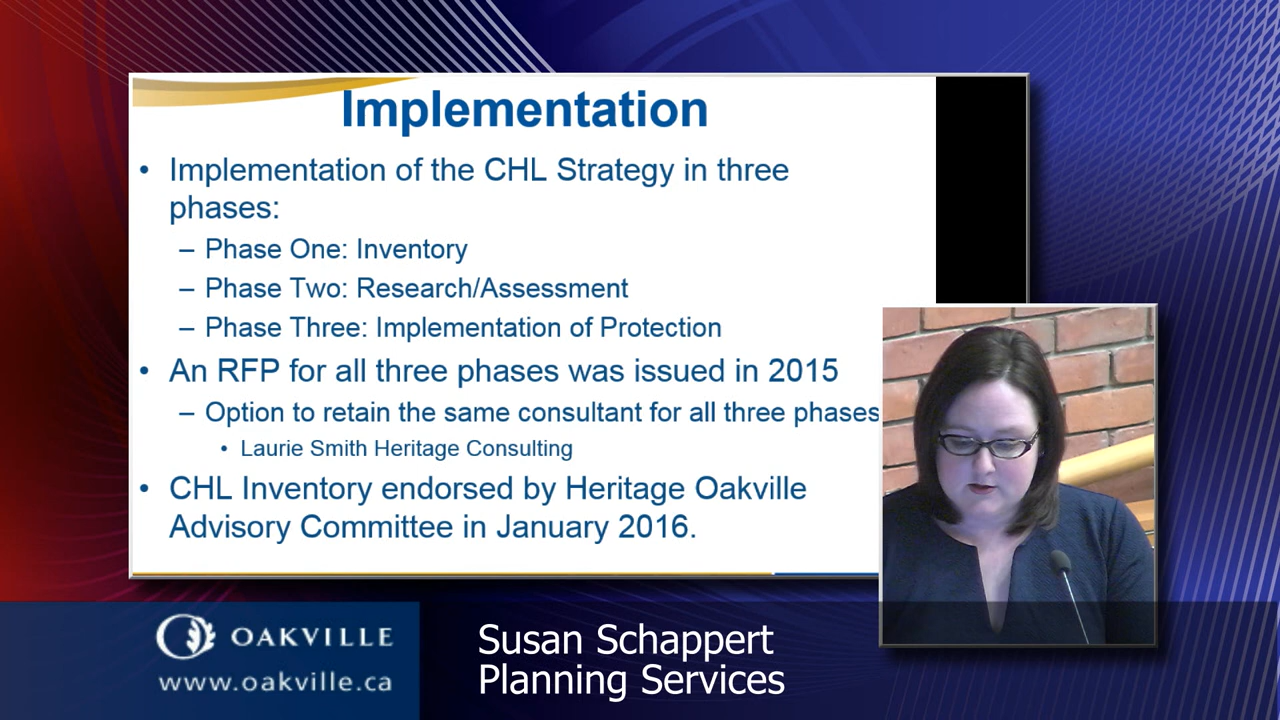 Implementation
• Implementation of the CHL Strategy in three
phases:
– Phase One: Inventory
– Phase Two: Research/Assessment
– Phase Three: Implementation of Protection
• An RFP for all three phases was issued in 2015
– Option to retain the same consultant for all three phases
• Laurie Smith Heritage Consulting
• CHL Inventory endorsed by Heritage Oakville
Advisory Committee in January 2016.
OAKVILLE
www.oakville.ca
Susan Schappert
Planning Services